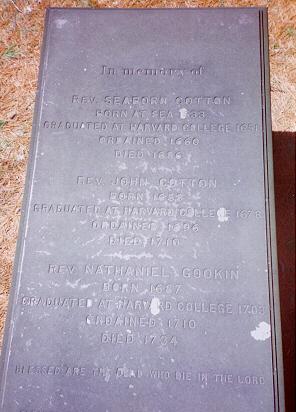 In memory of
REV. SEABORN COTTON
BORN AT SEA 1633
GRADUATED AT HARVARD COLLEGE 1651
ORDAINED 1660
DIED 1686
REV. JOHN COTTON
BORN 1658
GRADUATED AT HARVARD COLLEGE 1678
ORDAINED 1696
DIED 1710
REV. NATHANIEL GOOKIN
BORN 1687
GRADUATED AT HARVARD COLLEGE 1703
ORDAINED 1710
DIED 1734
BLESSED ARE THE DEAD WHO DIE IN THE LORD